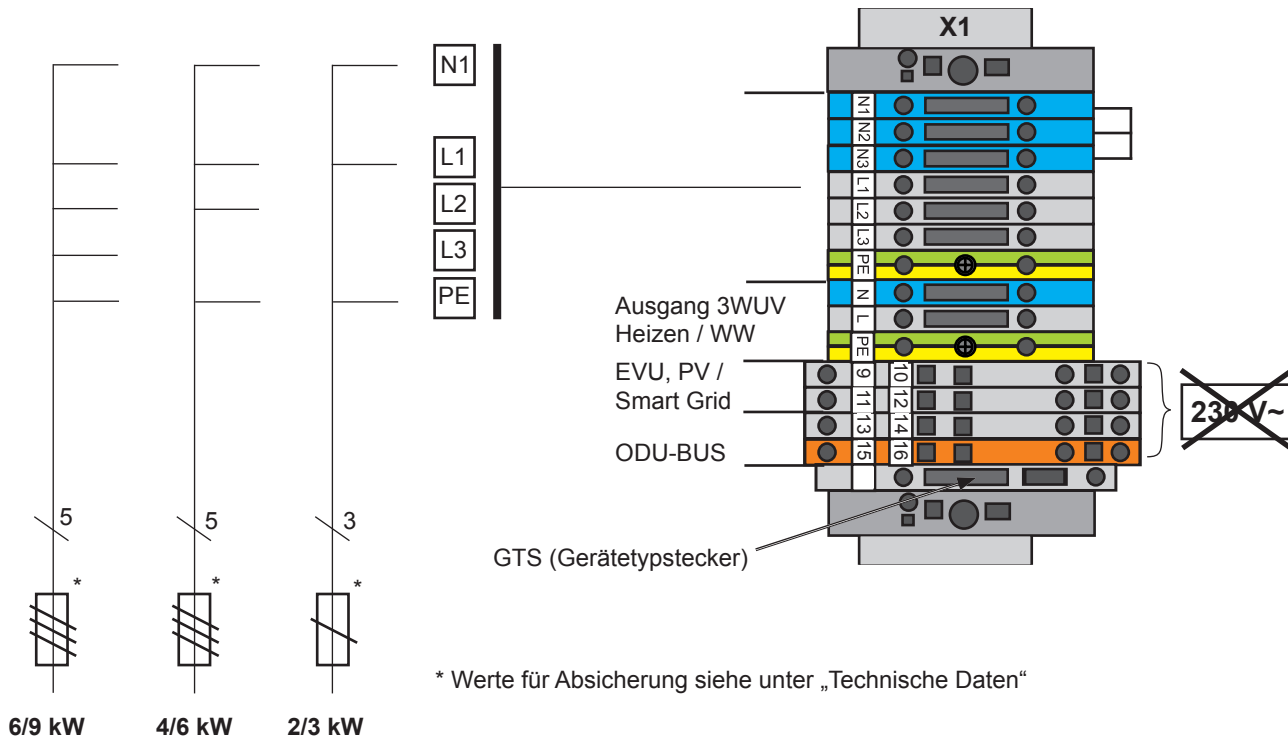 X1
N1
L1
L2
L3
PE
N1
N2
N3
L1
L2
L3
PE
N
L
PE
9 10
11 12
13 14
15 16
Ausgang 3WUV
Heizen / WW
EVU, PV /
Smart Grid
ODU-BUS
230 V~
GTS (Gerätetypstecker)
5
5
3
*
*
*
* Werte für Absicherung siehe unter „Technische Daten“
6/9 kW
4/6 kW
2/3 kW